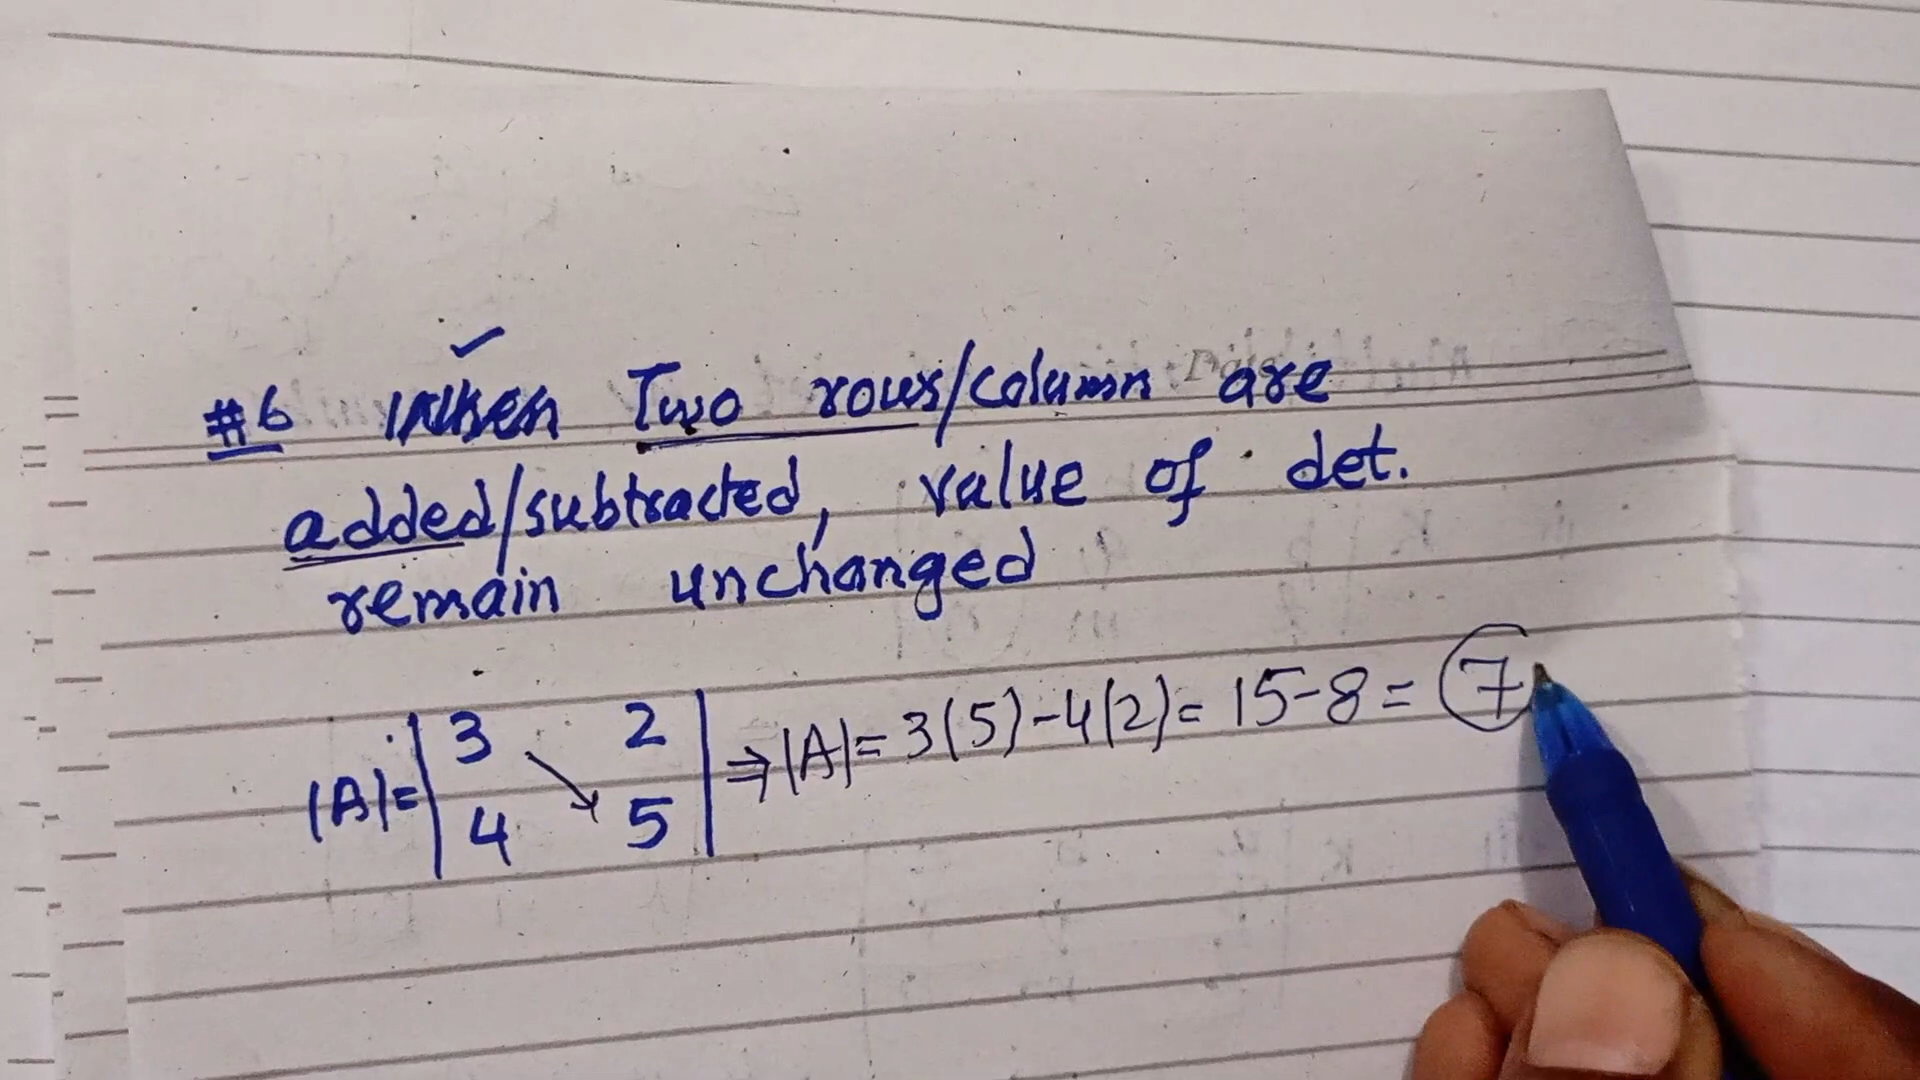 #6 When Two rows/column are
added/subtracted, value of det.
remain unchanged
|A|= | 3 2 | ⇒ |A| = 3(5)-4(2) = 15-8 = 7
| 4 5 |